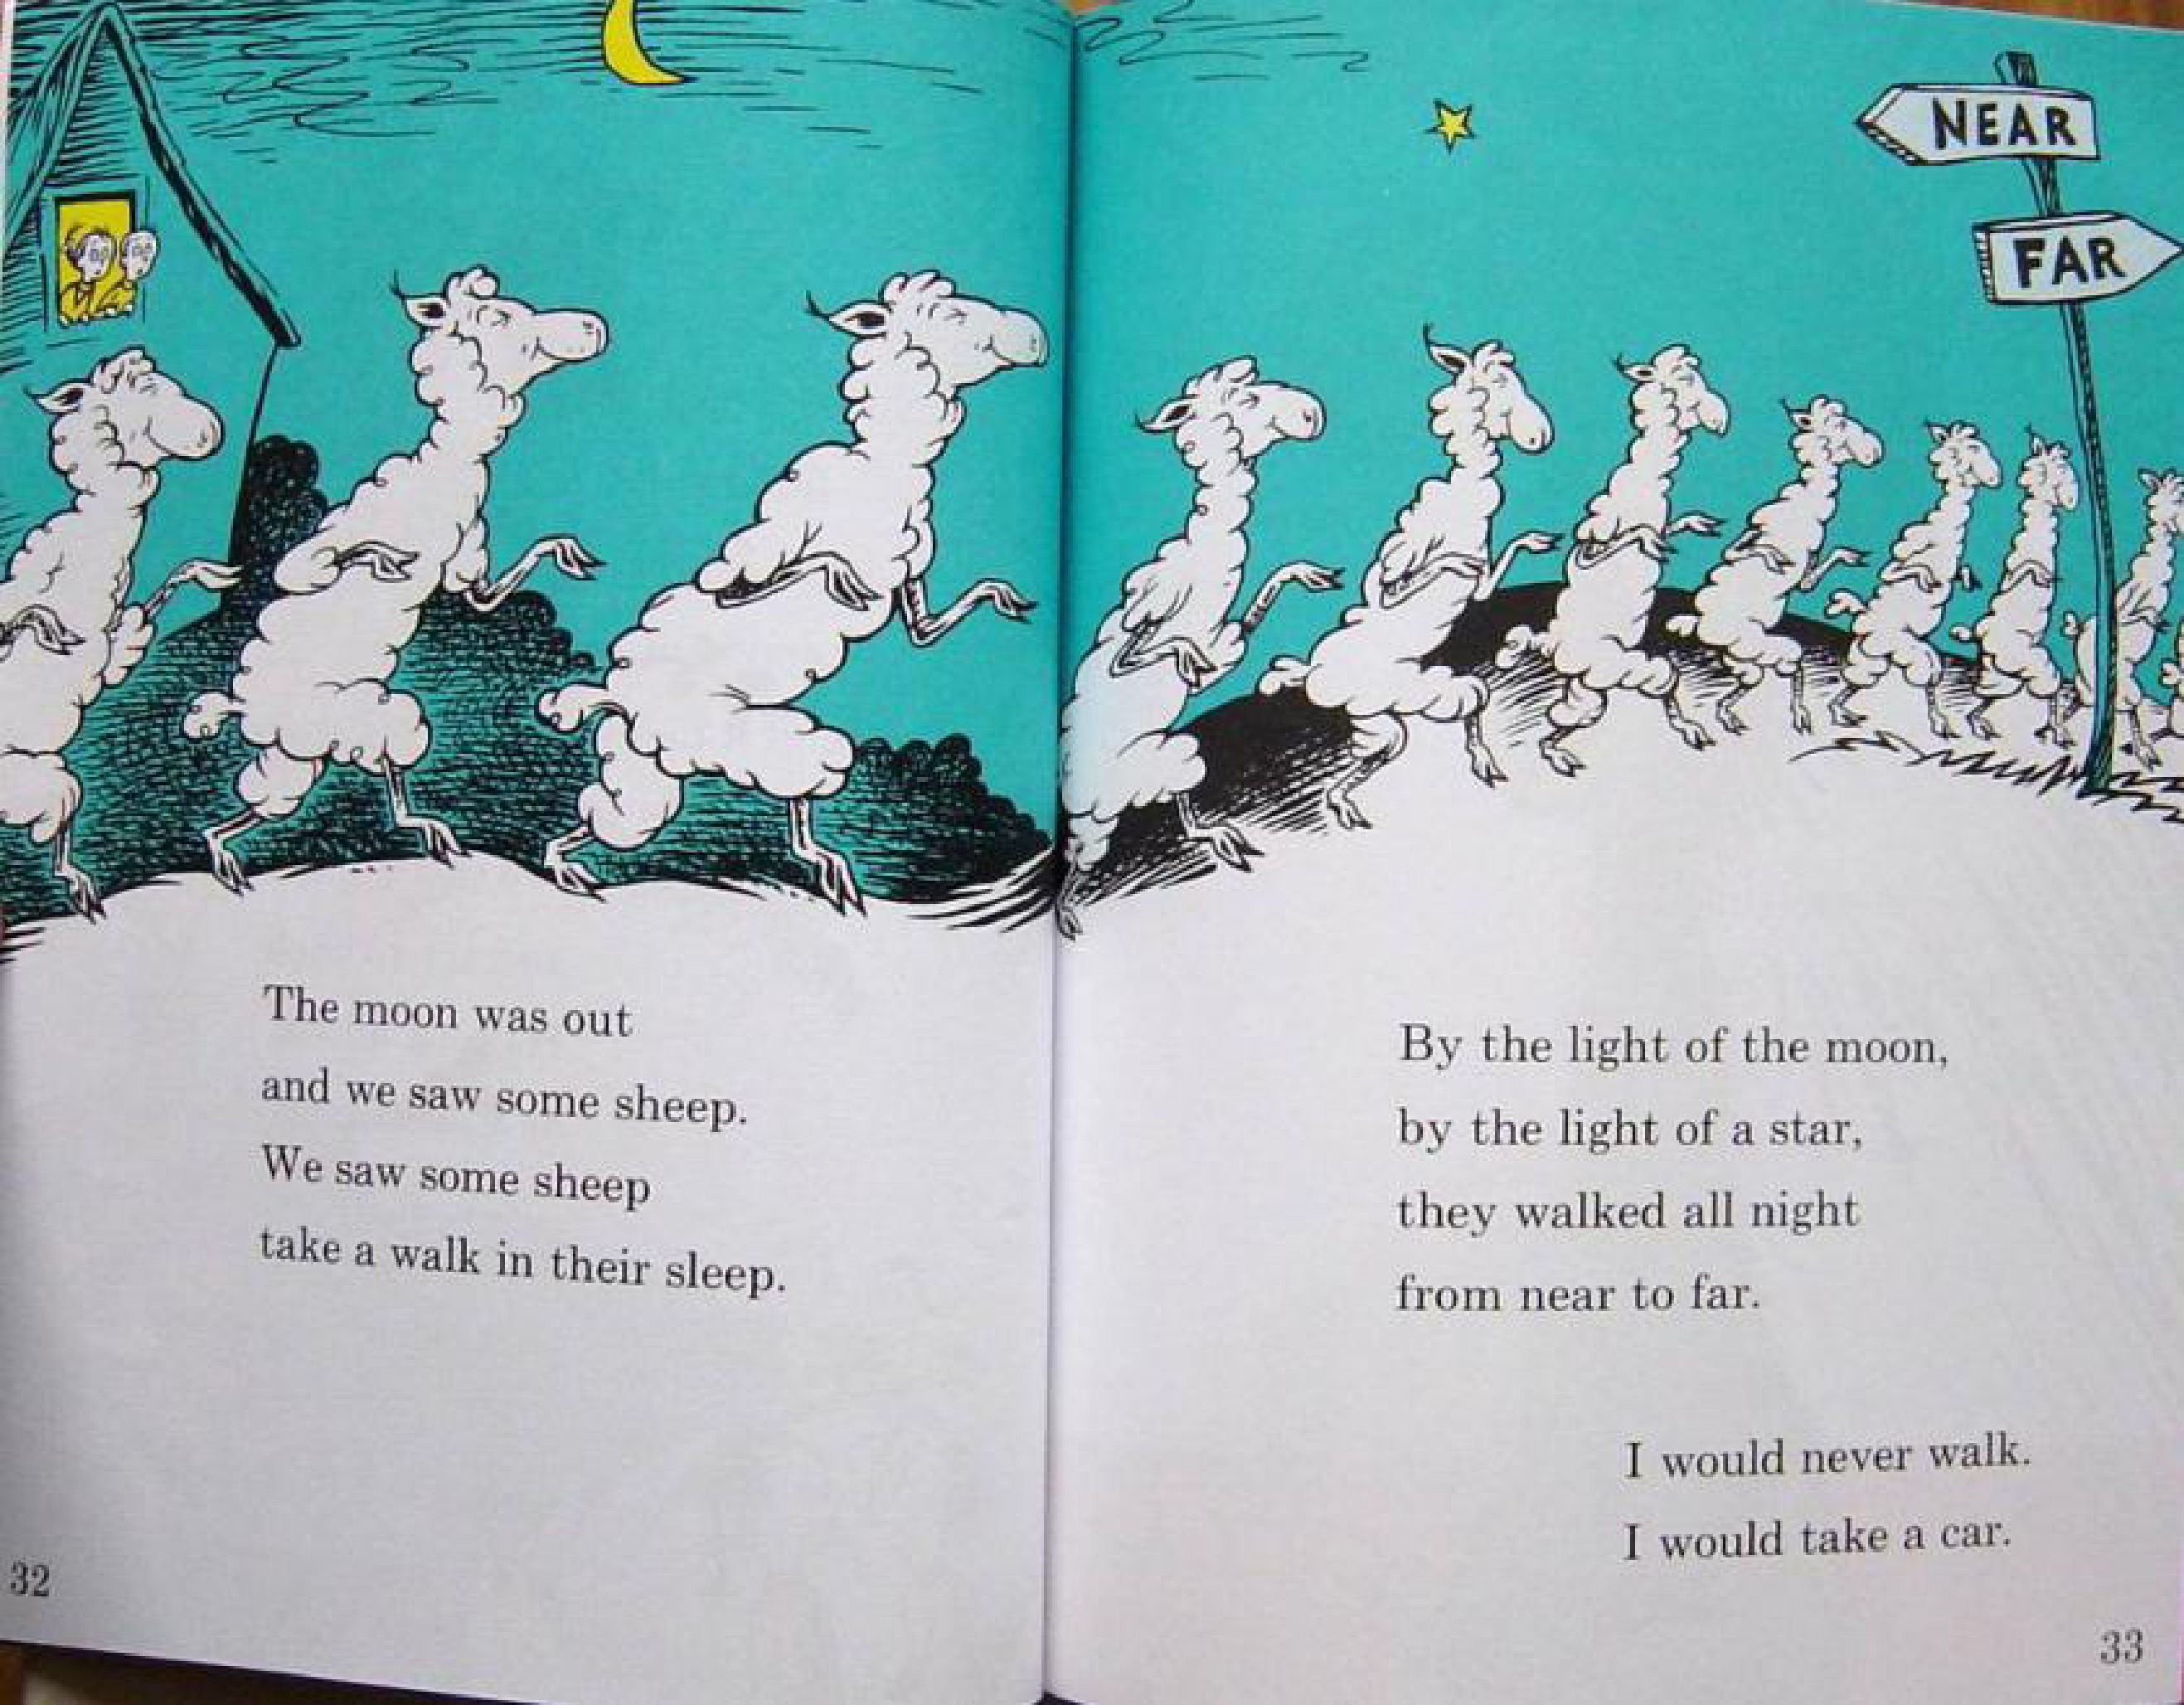 The moon was out
and we saw some sheep.
We saw some sheep
take a walk in their sleep.
32
NEAR
FAR
By the light of the moon,
by the light of a star,
they walked all night
from near to far.
I would never walk.
I would take a car.
33